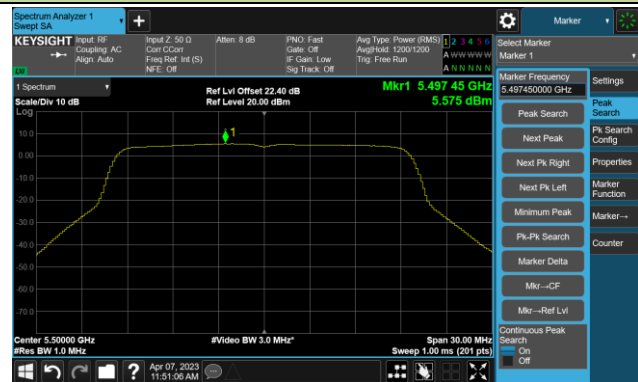 Spectrum Analyzer 1
Swept SA
+
Marker
KEYSIGHT
Input: RF
Coupling: AC
Align: Auto
Input Z: 50 Ω
Corr CCorr
Freq Ref: Int (S)
NFE: Off
Atten: 8 dB
PNO: Fast
Gate: Off
IF Gain: Low
Sig Track: Off
Avg Type: Power (RMS)
Avg|Hold: 1200/1200
Trig: Free Run
1 2 3 4 5 6
A W W W W W
A N N N N N
Select Marker
Marker 1
LW
1 Spectrum
Scale/Div 10 dB
Log
Ref Lvl Offset 22.40 dB
Ref Level 20.00 dBm
Mkr1 5.497 45 GHz
5.575 dBm
10.0
0.00
-10.0
-20.0
-30.0
-40.0
-50.0
-60.0
-70.0
1
Center 5.50000 GHz
#Res BW 1.0 MHz
#Video BW 3.0 MHz*
Span 30.00 MHz
Sweep 1.00 ms (201 pts)
Marker Frequency
5.497450000 GHz
Peak Search
Next Peak
Next Pk Right
Next Pk Left
Minimum Peak
Pk-Pk Search
Marker Delta
Mkr→CF
Mkr→Ref Lvl
Continuous Peak
Search
On
Off
Settings
Peak
Search
Pk Search
Config
Properties
Marker
Function
Marker→
Counter
?
Apr 07, 2023
11:51:06 AM